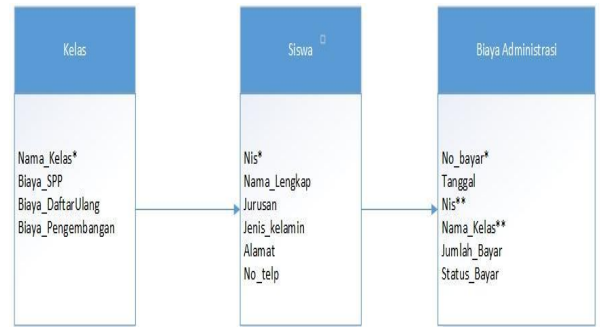 Kelas
Nama_Kelas*
Biaya_SPP
Biaya_DaftarUlang
Biaya_Pengembangan
Siswa
Nis*
Nama_Lengkap
Jurusan
Jenis_kelamin
Alamat
No_telp
Biaya Administrasi
No_bayar*
Tanggal
Nis**
Nama_Kelas**
Jumlah_Bayar
Status_Bayar